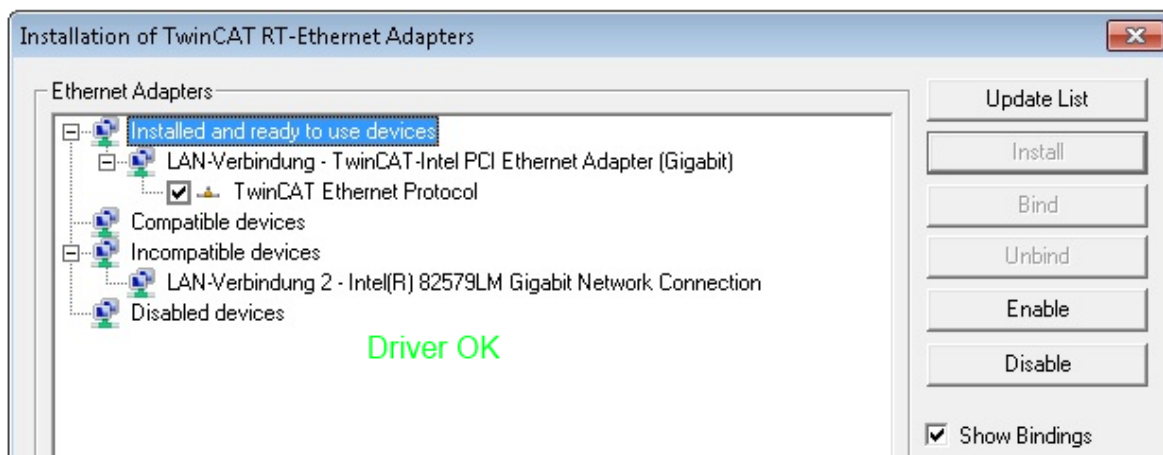 Installation of TwinCAT RT-Ethernet Adapters
Ethernet Adapters
Installed and ready to use devices
LAN-Verbindung - TwinCAT-Intel PCI Ethernet Adapter (Gigabit)
TwinCAT Ethernet Protocol
Compatible devices
Incompatible devices
LAN-Verbindung 2 - Intel(R) 82579LM Gigabit Network Connection
Disabled devices
Driver OK
Update List
Install
Bind
Unbind
Enable
Disable
Show Bindings